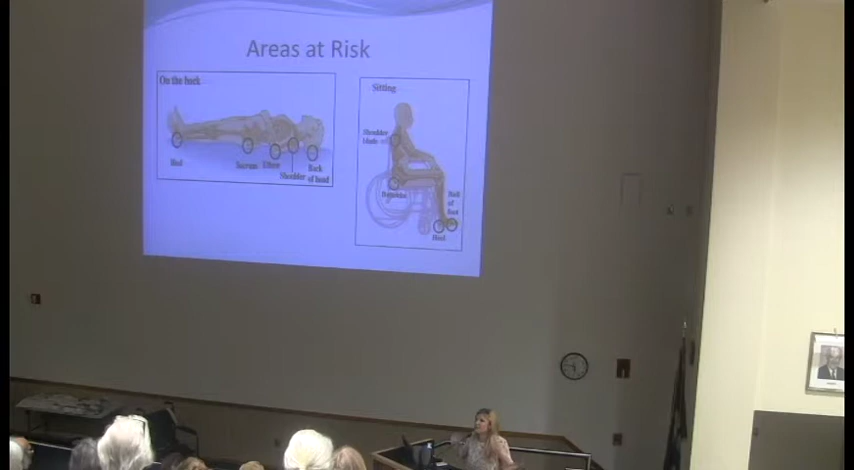 Areas at Risk
On the back
Heel
Sacrum
Elbow
Shoulder
Back
of head
Sitting
Shoulder
blade
Buttocks
Ball
of
foot
Heel